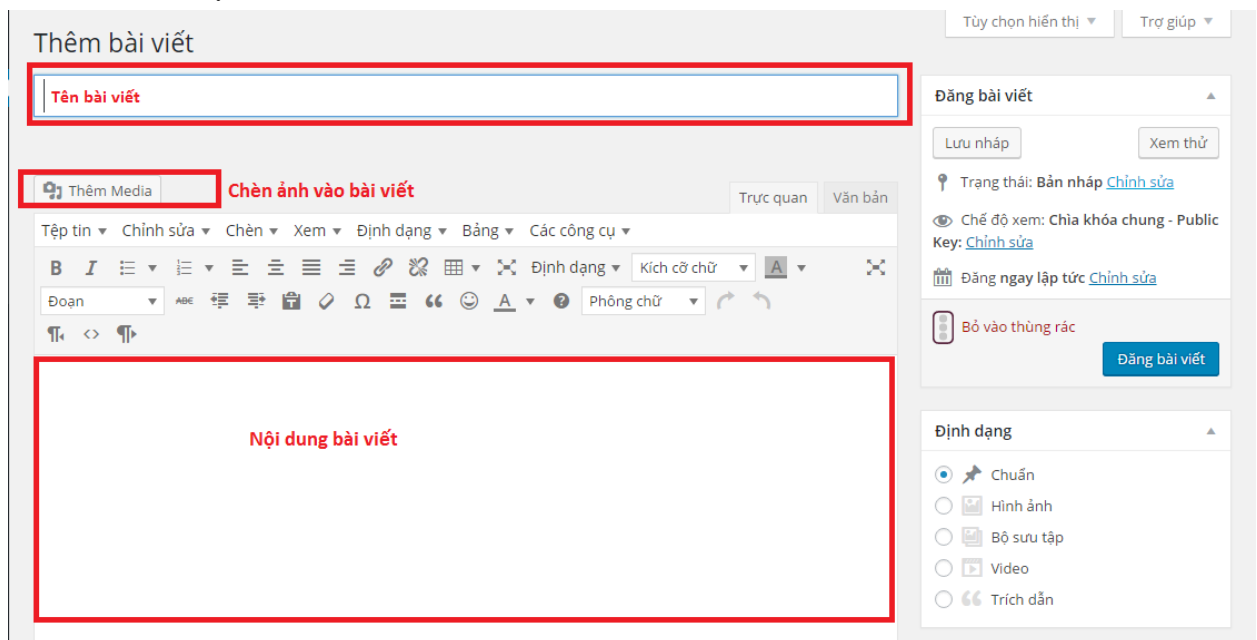 Tùy chọn hiển thị Trợ giúp
Thêm bài viết
Tên bài viết
Thêm Media Chèn ảnh vào bài viết Trực quan Văn bản
Tệp tin Chỉnh sửa Chèn Xem Định dạng Bảng Các công cụ
B I Định dạng Kích cỡ chữ A
Đoạn ABC Ω A Phông chữ
Nội dung bài viết
Đăng bài viết
Lưu nháp Xem thử
Trạng thái: Bản nháp Chỉnh sửa
Chế độ xem: Chìa khóa chung - Public
Key: Chỉnh sửa
Đăng ngay lập tức Chỉnh sửa
Bỏ vào thùng rác
Đăng bài viết
Định dạng
Chuẩn
Hình ảnh
Bộ sưu tập
Video
Trích dẫn